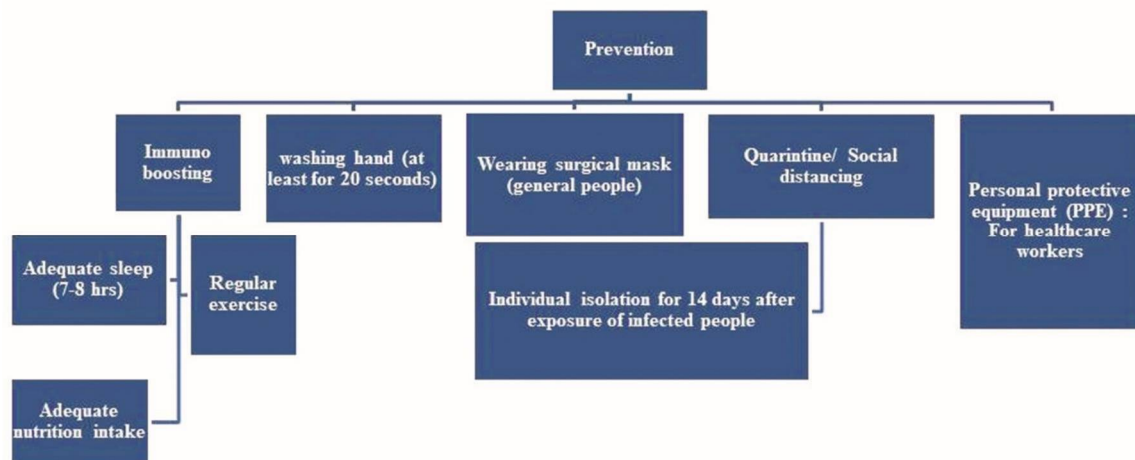 Prevention
Immuno
boosting
washing hand (at
least for 20 seconds)
Wearing surgical mask
(general people)
Quarintine/ Social
distancing
Personal protective
equipment (PPE) :
For healthcare
workers
Adequate sleep
(7-8 hrs)
Regular
exercise
Individual isolation for 14 days after
exposure of infected people
Adequate
nutrition intake